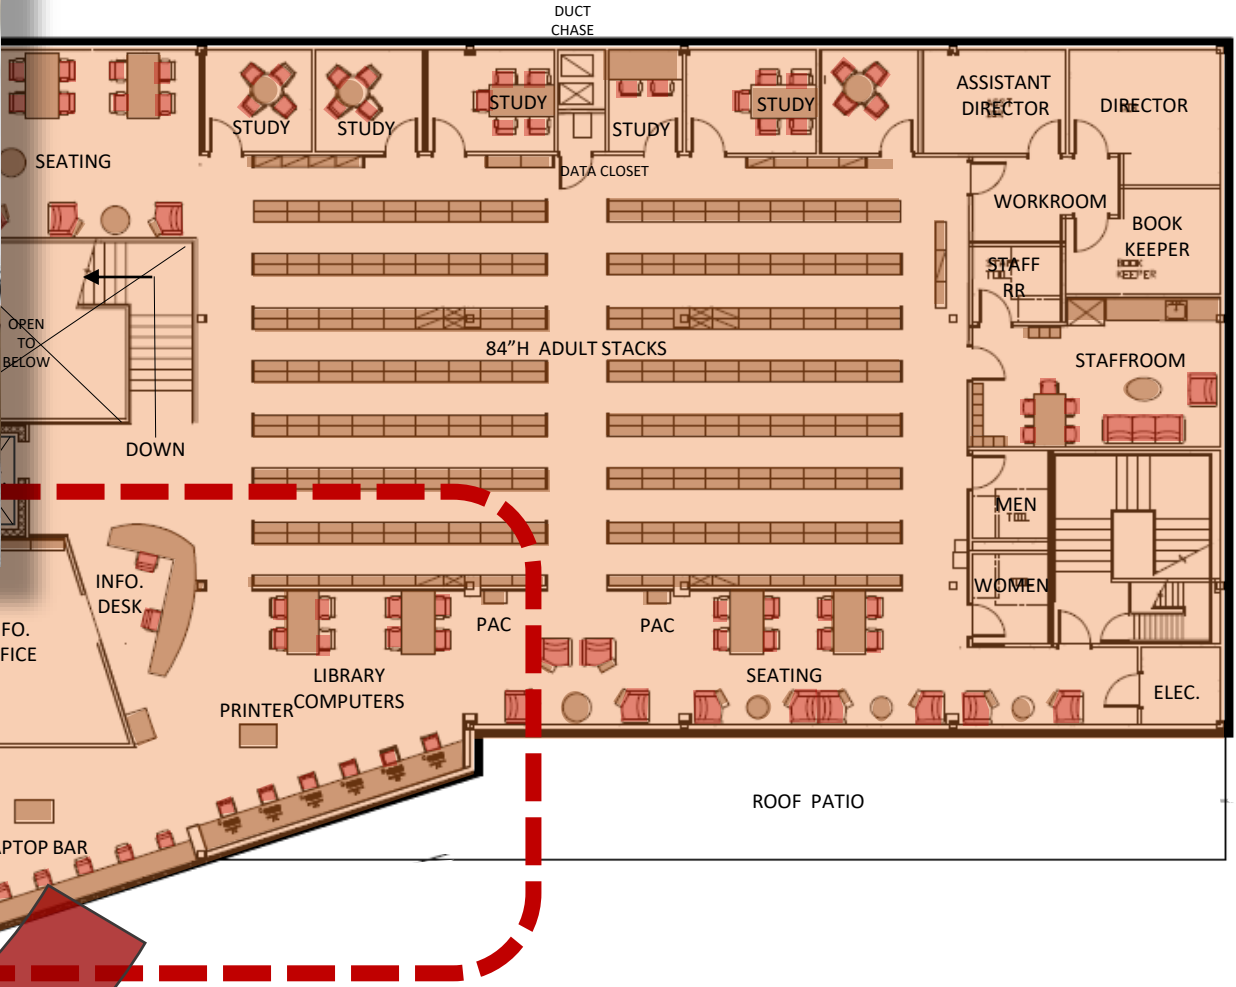 DUCT
CHASE
ASSISTANT
DIRECTOR
DIRECTOR
STUDY
STUDY
STUDY
STUDY
STUDY
SEATING
DATA CLOSET
WORKROOM
BOOK
KEEPER
STAFF
RR
BOOK
KEEPER
OPEN
TO
BELOW
84”H  ADULT STACKS
STAFFROOM
DOWN
MEN
INFO.
DESK
WOMEN
PAC
PAC
FO.
FICE
LIBRARY
COMPUTERS
SEATING
ELEC.
PRINTER
ROOF  PATIO
APTOP BAR